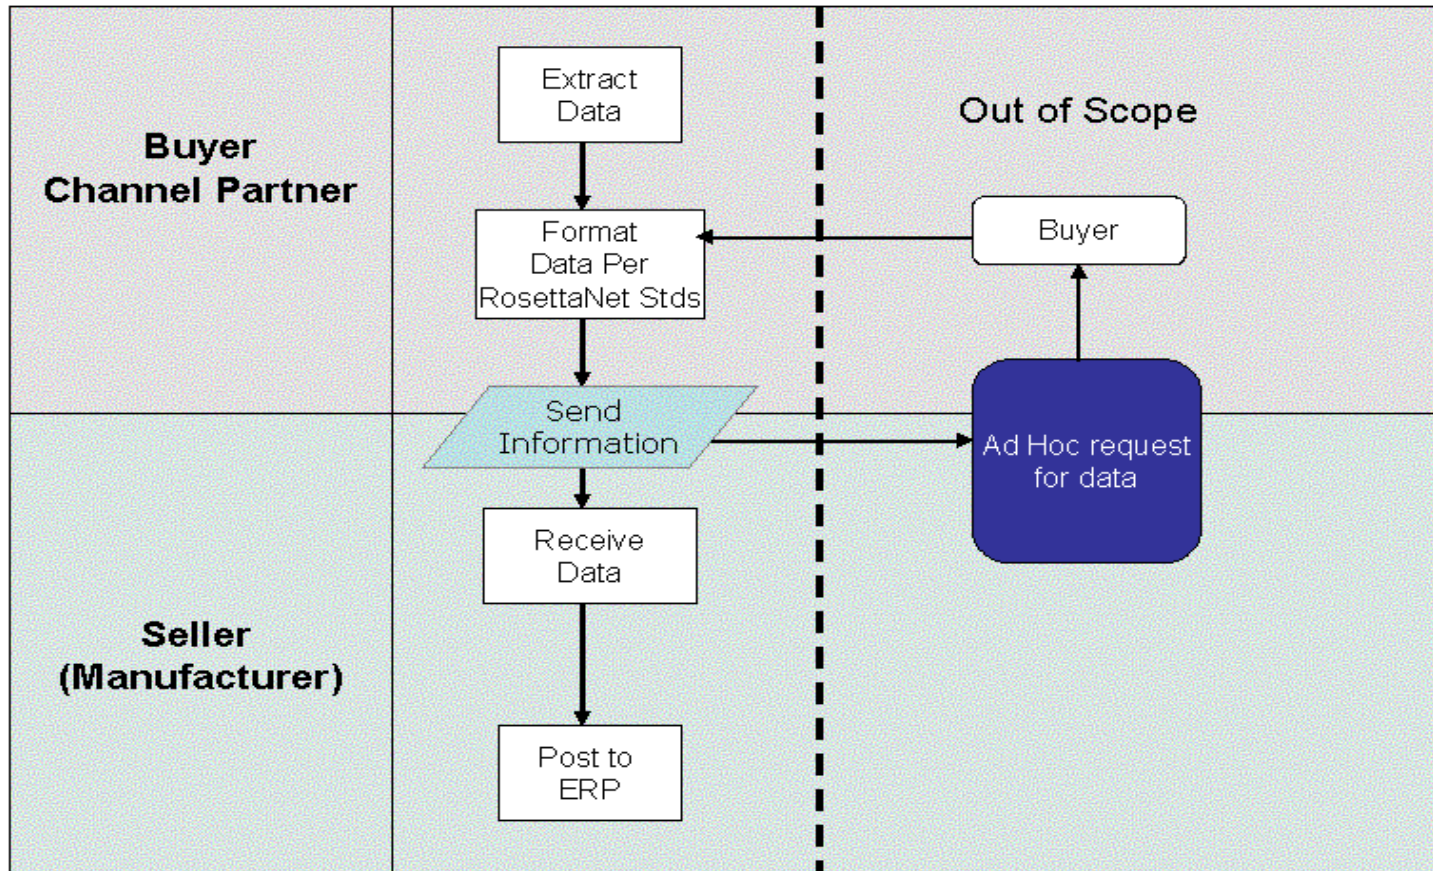 Extract
Data
Out of Scope
Buyer
Channel Partner
Format
Data Per
RosettaNet Stds
Buyer
Send
Information
Ad Hoc request
for data
Receive
Data
Seller
(Manufacturer)
Post to
ERP